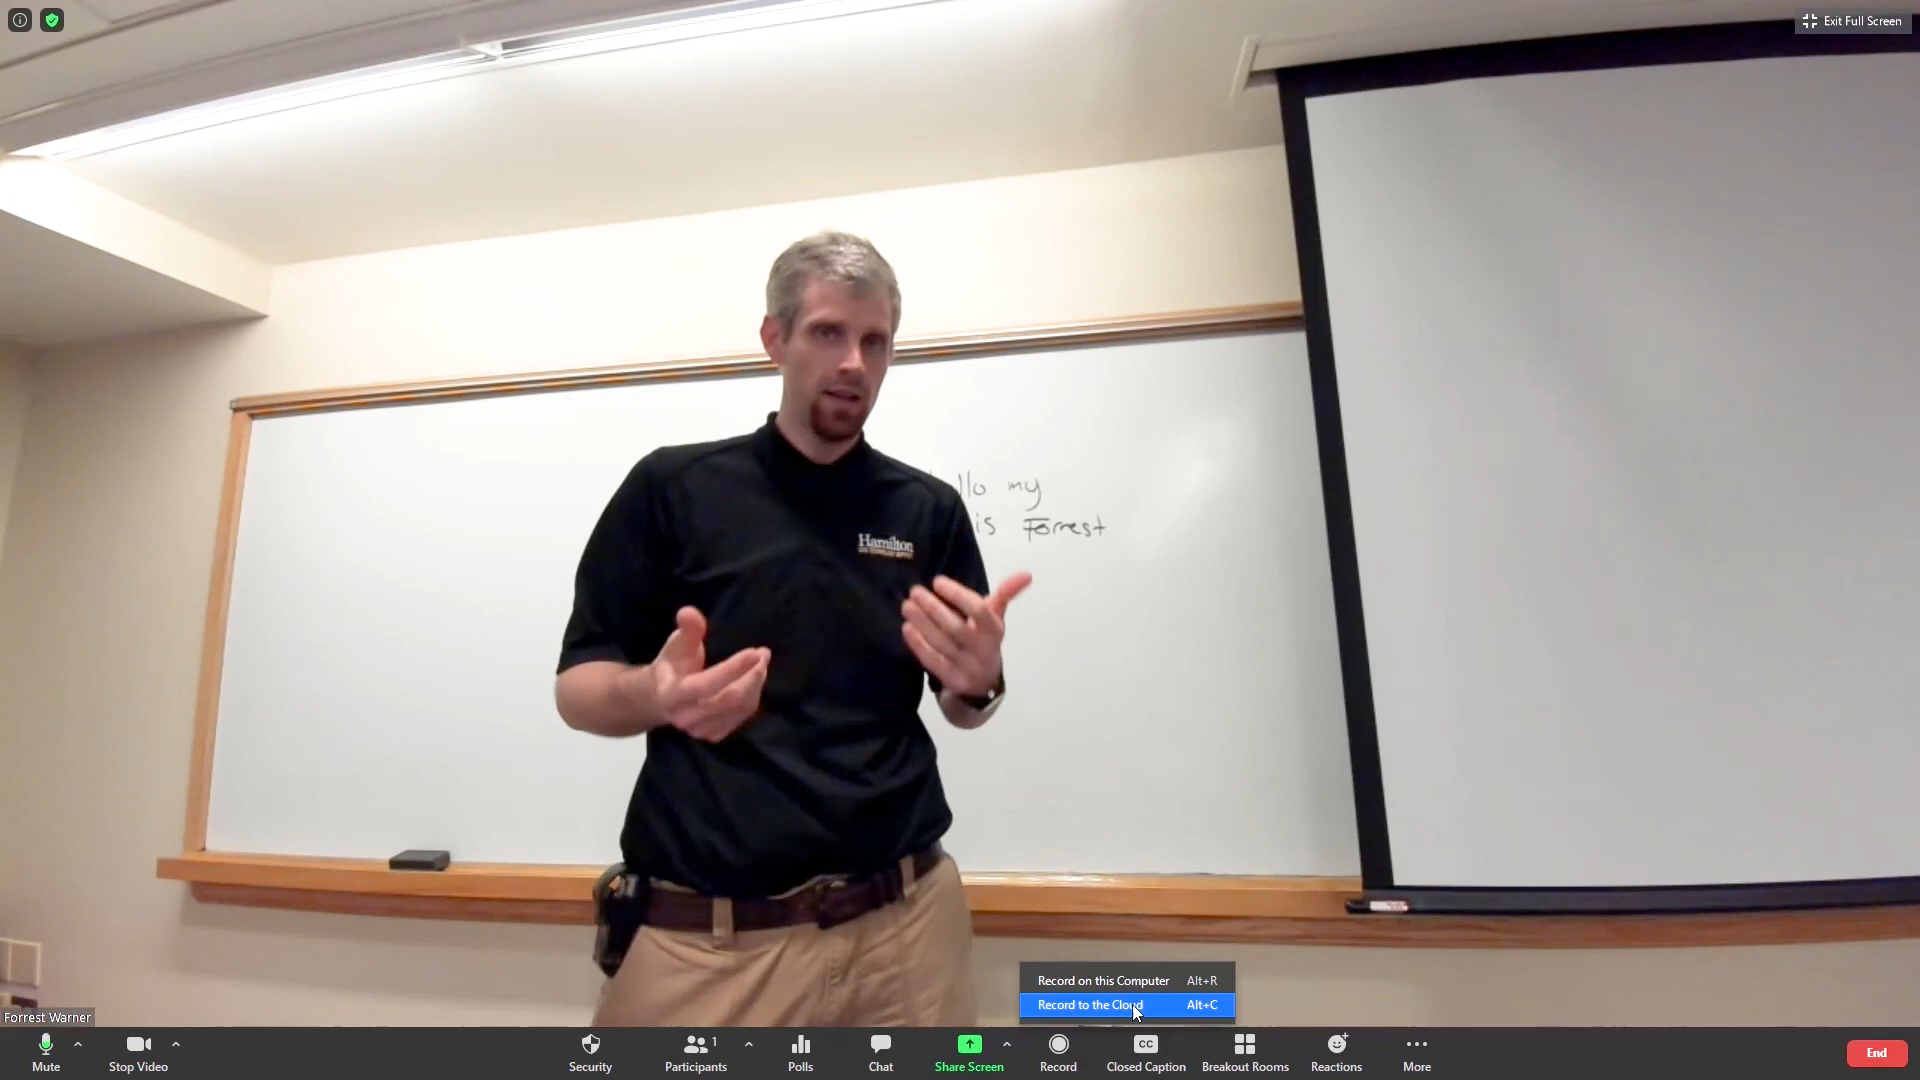 Exit Full Screen
llo my
is Forrest
Hamilton
Record on this Computer Alt+R
Record to the Cloud Alt+C
Forrest Warner
Mute
Stop Video
Security
Participants
1
Polls
Chat
Share Screen
Record
CC
Closed Caption
Breakout Rooms
Reactions
More
End